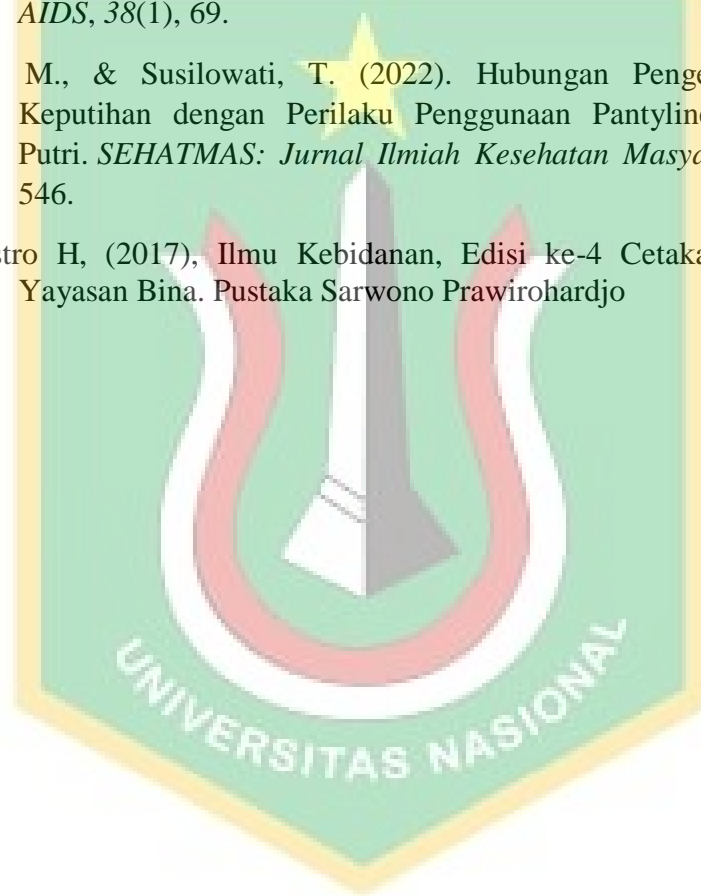 AIDS, 38(1), 69.
M., & Susilowati, T. (2022). Hubungan Penge
Keputihan dengan Perilaku Penggunaan Pantyline
Putri. SEHATMAS: Jurnal Ilmiah Kesehatan Masya
546.
stro H, (2017), Ilmu Kebidanan, Edisi ke-4 Cetaka
Yayasan Bina. Pustaka Sarwono Prawirohardjo
UNIVERSITAS NASIONAL